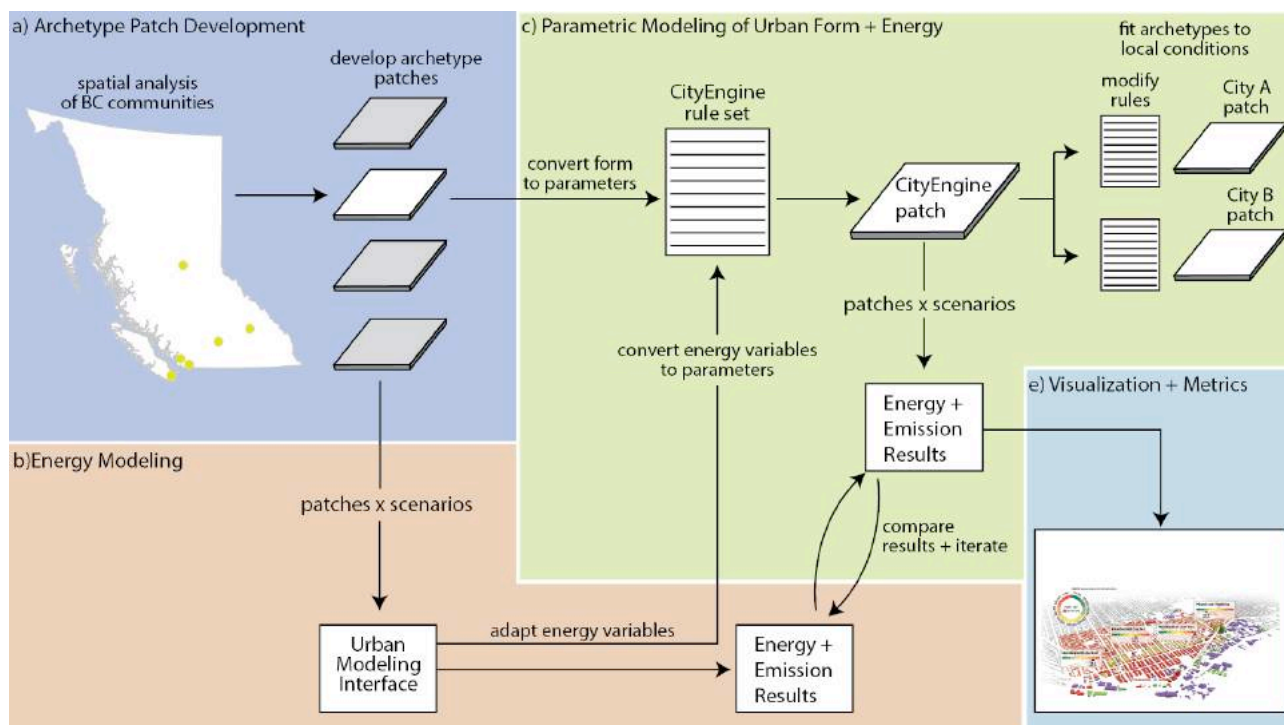 a) Archetype Patch Development
spatial analysis
of BC communities
develop archetype
patches
c) Parametric Modeling of Urban Form + Energy
convert form
to parameters
CityEngine
rule set
CityEngine
patch
fit archetypes to
local conditions
modify
rules
City A
patch
City B
patch
patches x scenarios
convert energy variables
to parameters
Energy +
Emission
Results
compare
results + iterate
b)Energy Modeling
patches x scenarios
Urban
Modeling
Interface
adapt energy variables
Energy +
Emission
Results
e) Visualization + Metrics